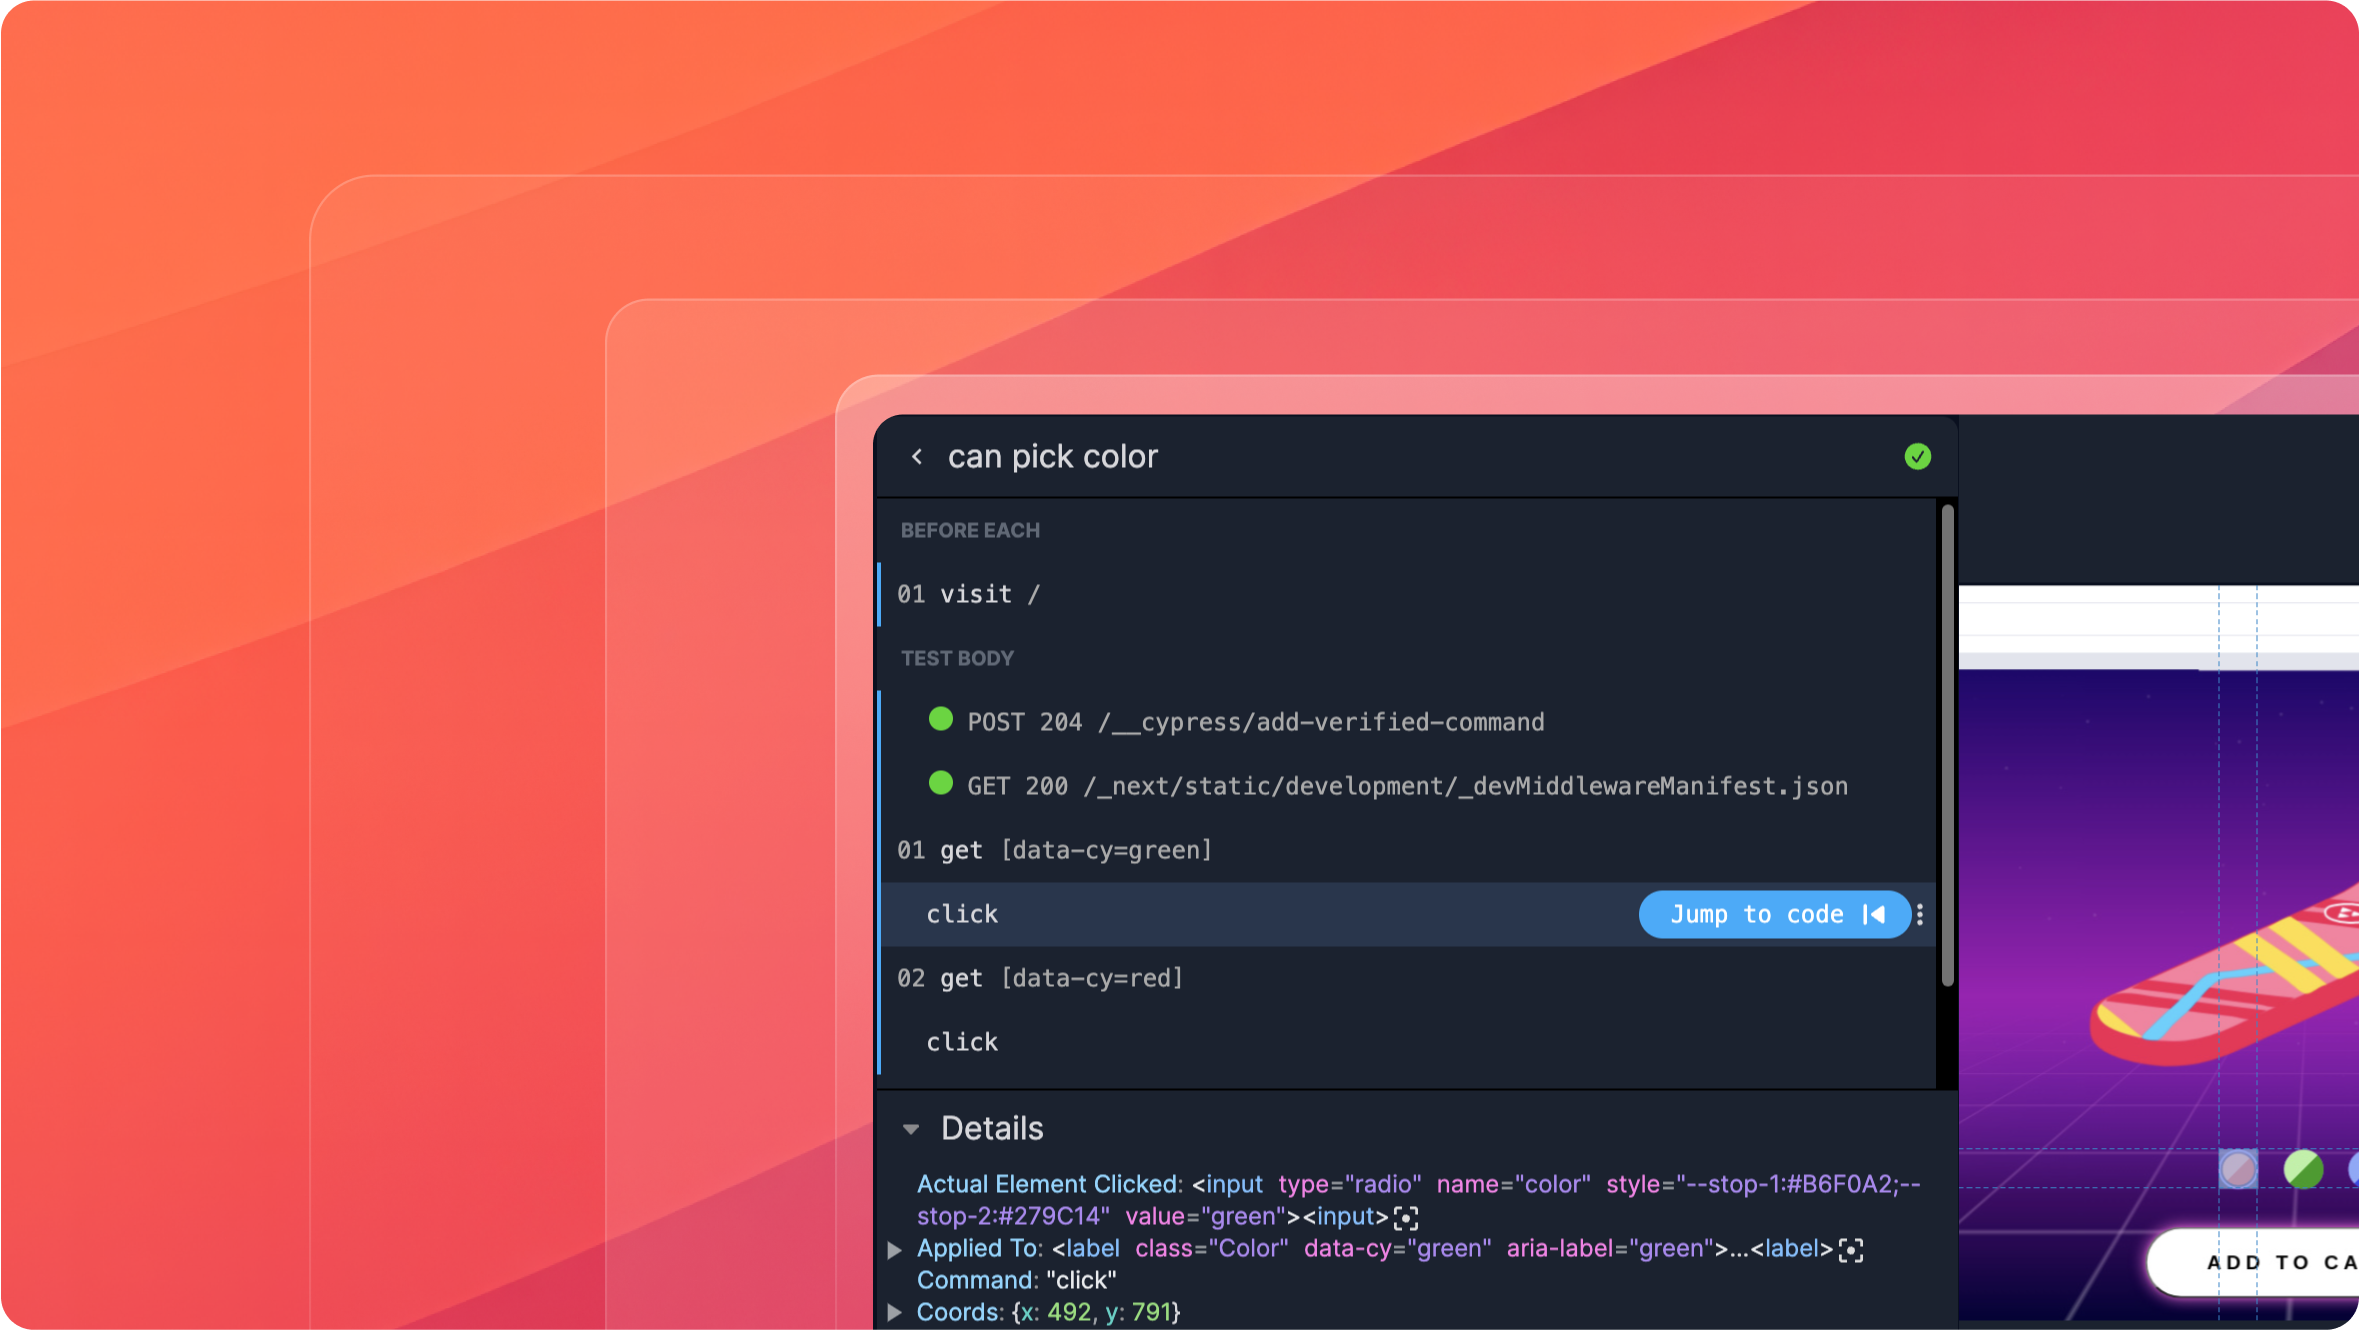 can pick color
BEFORE EACH
01 visit /
TEST BODY
POST 204 /__cypress/add-verified-command
GET 200 /_next/static/development/_devMiddlewareManifest.json
01 get [data-cy=green]
click
Jump to code
02 get [data-cy=red]
click
Details
Actual Element Clicked: <input type="radio" name="color" style="--stop-1:#B6F0A2;--
stop-2:#279C14" value="green"><input>
Applied To: <label class="Color" data-cy="green" aria-label="green">…<label>
Command: "click"
Coords: {x: 492, y: 791}
ADD TO CA